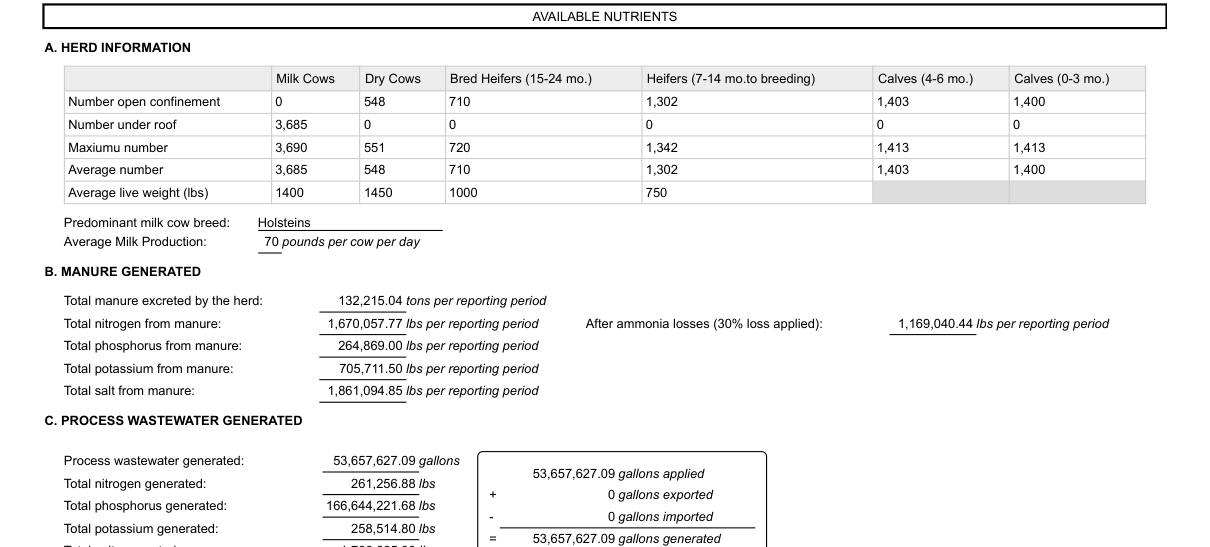 AVAILABLE NUTRIENTS
A. HERD INFORMATION
Milk Cows Dry Cows Bred Heifers (15-24 mo.) Heifers (7-14 mo.to breeding) Calves (4-6 mo.) Calves (0-3 mo.)
Number open confinement 0 548 710 1,302 1,403 1,400
Number under roof 3,685 0 0 0 0 0
Maxiumu number 3,690 551 720 1,342 1,413 1,413
Average number 3,685 548 710 1,302 1,403 1,400
Average live weight (lbs) 1400 1450 1000 750
Predominant milk cow breed: Holsteins
Average Milk Production: 70 pounds per cow per day
B. MANURE GENERATED
Total manure excreted by the herd: 132,215.04 tons per reporting period
Total nitrogen from manure: 1,670,057.77 lbs per reporting period After ammonia losses (30% loss applied): 1,169,040.44 lbs per reporting period
Total phosphorus from manure: 264,869.00 lbs per reporting period
Total potassium from manure: 705,711.50 lbs per reporting period
Total salt from manure: 1,861,094.85 lbs per reporting period
C. PROCESS WASTEWATER GENERATED
Process wastewater generated: 53,657,627.09 gallons
53,657,627.09 gallons applied
Total nitrogen generated: 261,256.88 lbs
+ 0 gallons exported
Total phosphorus generated: 166,644,221.68 lbs
- 0 gallons imported
Total potassium generated: 258,514.80 lbs
= 53,657,627.09 gallons generated